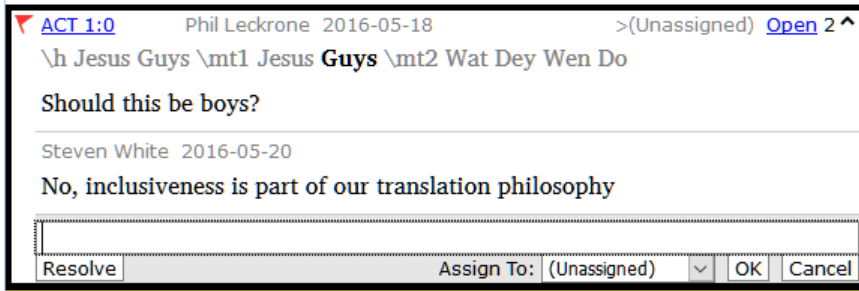 ACT 1:0 Phil Leckrone 2016-05-18 >(Unassigned) Open 2
\h Jesus Guys \mt1 Jesus Guys \mt2 Wat Dey Wen Do
Should this be boys?
Steven White 2016-05-20
No, inclusiveness is part of our translation philosophy
Resolve Assign To: (Unassigned) OK Cancel